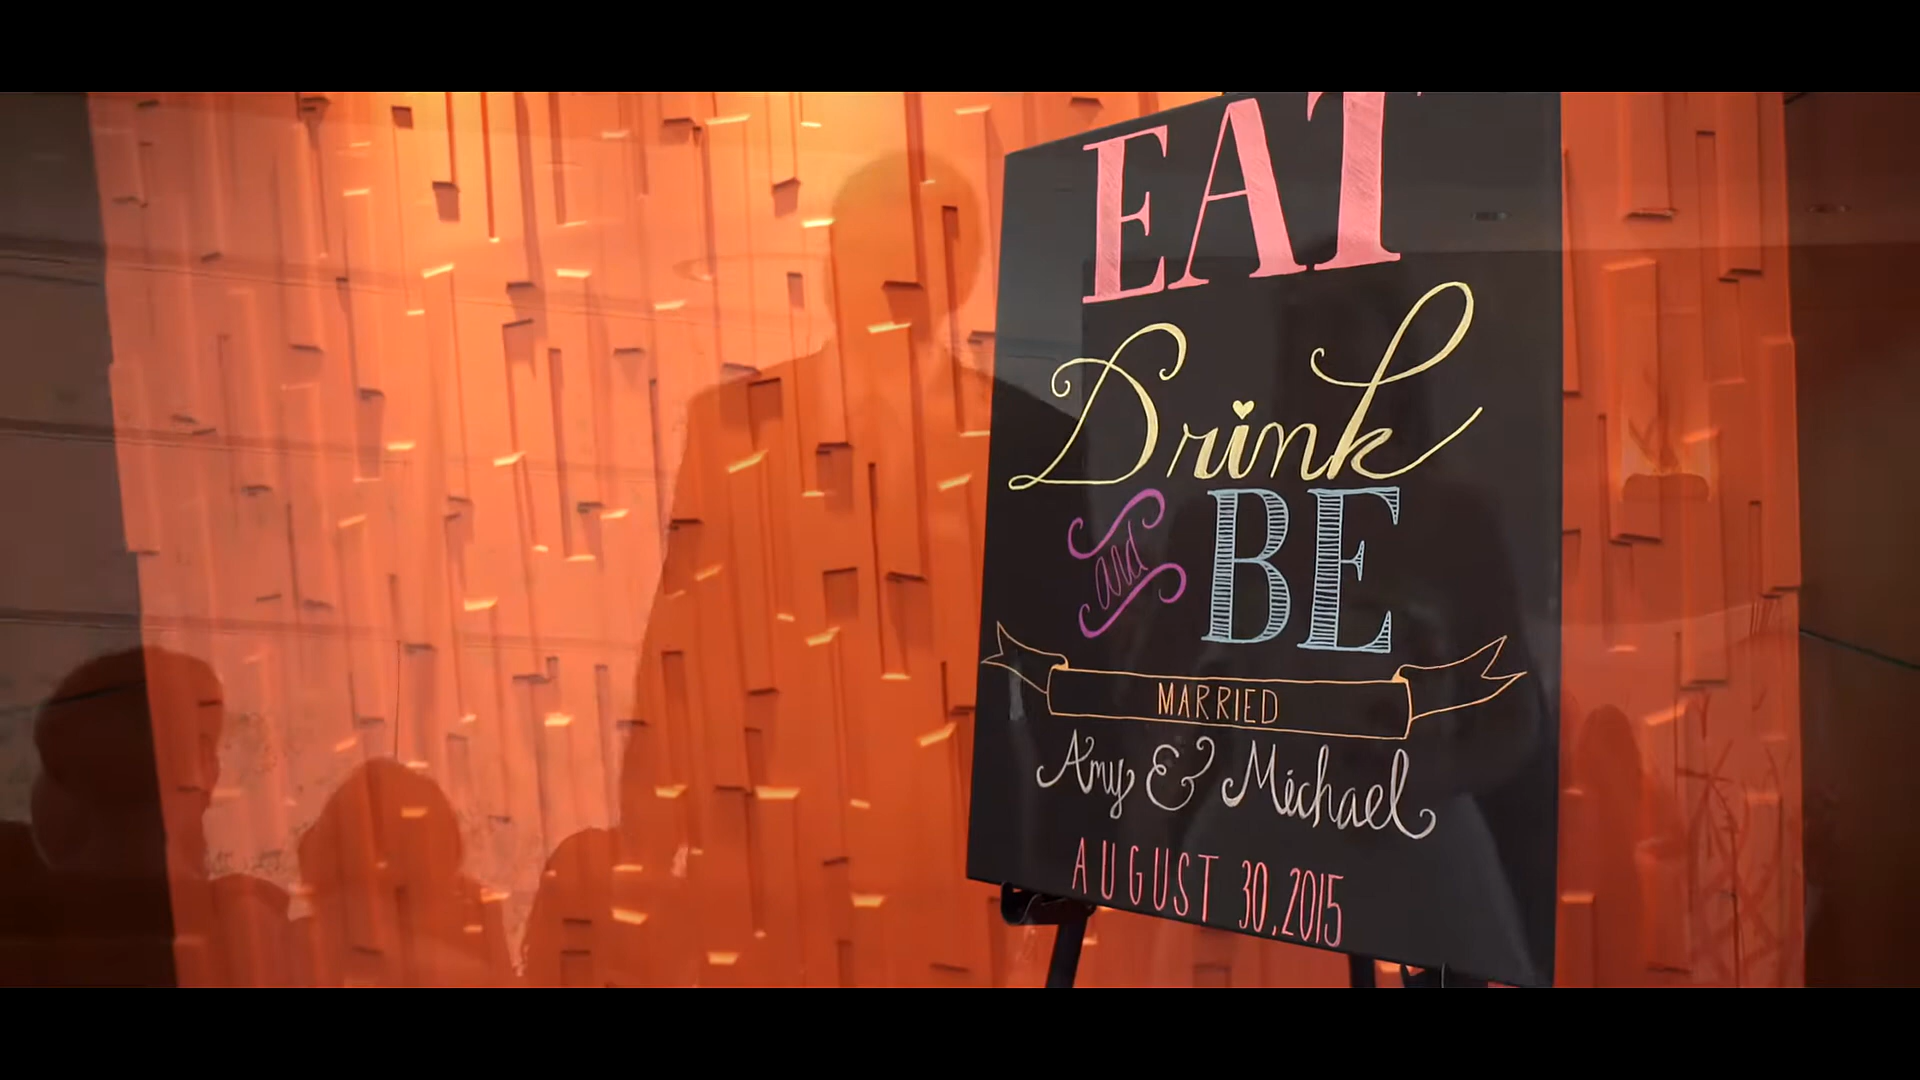 EAT
Drink
and BE
MARRIED
Amy & Michael
AUGUST 30, 2015